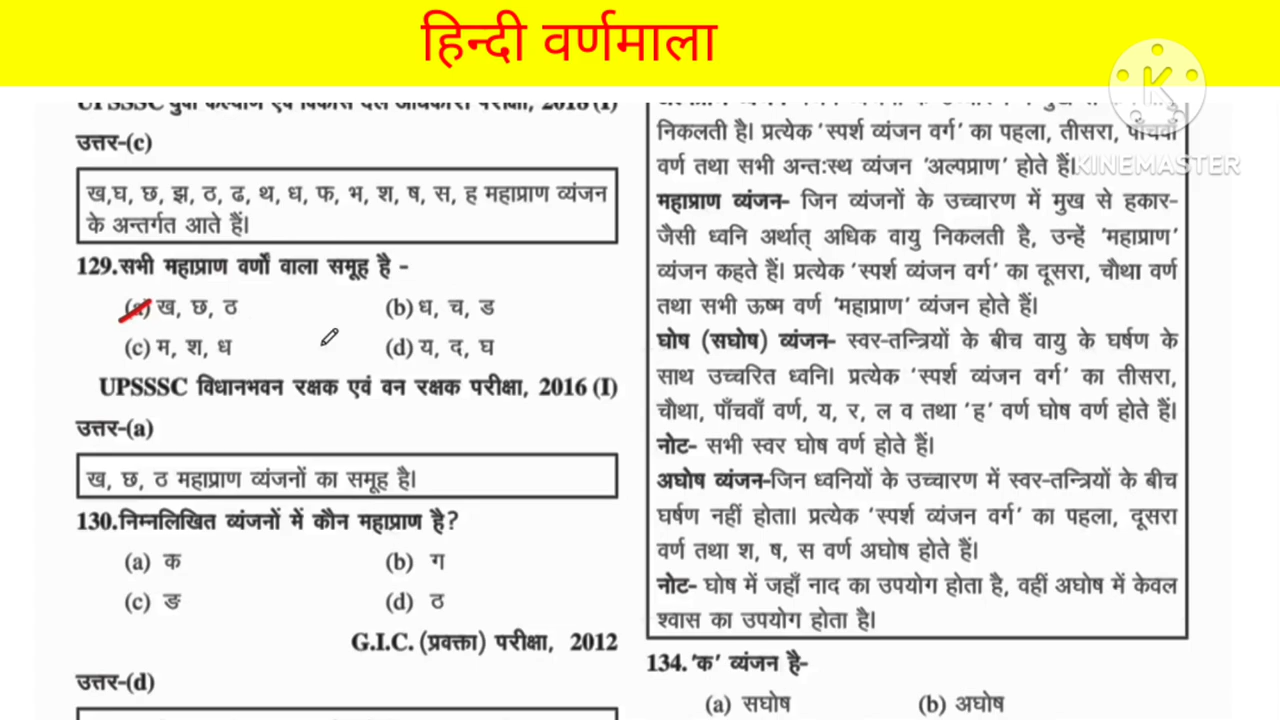 हिन्दी वर्णमाला
KINEMASTER
UPSSSC युवा कल्याण एवं विकास दल अधिकारी परीक्षा, 2018 (I)
उत्तर-(c)
ख,घ, छ, झ, ठ, ढ, थ, ध, फ, भ, श, ष, स, ह महाप्राण व्यंजन
के अन्तर्गत आते हैं।
129.सभी महाप्राण वर्णों वाला समूह है -
(a) ख, छ, ठ (b) ध, च, ड
(c) म, श, ध (d) य, द, घ
UPSSSC विधानभवन रक्षक एवं वन रक्षक परीक्षा, 2016 (I)
उत्तर-(a)
ख, छ, ठ महाप्राण व्यंजनों का समूह है।
130.निम्नलिखित व्यंजनों में कौन महाप्राण है?
(a) क (b) ग
(c) ङ (d) ठ
G.I.C. (प्रवक्ता) परीक्षा, 2012
उत्तर-(d)
निकलती है। प्रत्येक 'स्पर्श व्यंजन वर्ग' का पहला, तीसरा, पाँचवाँ
वर्ण तथा सभी अन्तःस्थ व्यंजन 'अल्पप्राण' होते हैं।
महाप्राण व्यंजन- जिन व्यंजनों के उच्चारण में मुख से हकार-
जैसी ध्वनि अर्थात् अधिक वायु निकलती है, उन्हें 'महाप्राण'
व्यंजन कहते हैं। प्रत्येक 'स्पर्श व्यंजन वर्ग' का दूसरा, चौथा वर्ण
तथा सभी ऊष्म वर्ण 'महाप्राण' व्यंजन होते हैं।
घोष (सघोष) व्यंजन- स्वर-तन्त्रियों के बीच वायु के घर्षण के
साथ उच्चरित ध्वनि। प्रत्येक 'स्पर्श व्यंजन वर्ग' का तीसरा,
चौथा, पाँचवाँ वर्ण, य, र, ल व तथा 'ह' वर्ण घोष वर्ण होते हैं।
नोट- सभी स्वर घोष वर्ण होते हैं।
अघोष व्यंजन-जिन ध्वनियों के उच्चारण में स्वर-तन्त्रियों के बीच
घर्षण नहीं होता। प्रत्येक 'स्पर्श व्यंजन वर्ग' का पहला, दूसरा
वर्ण तथा श, ष, स वर्ण अघोष होते हैं।
नोट- घोष में जहाँ नाद का उपयोग होता है, वहीं अघोष में केवल
श्वास का उपयोग होता है।
134.'क' व्यंजन है-
(a) सघोष (b) अघोष